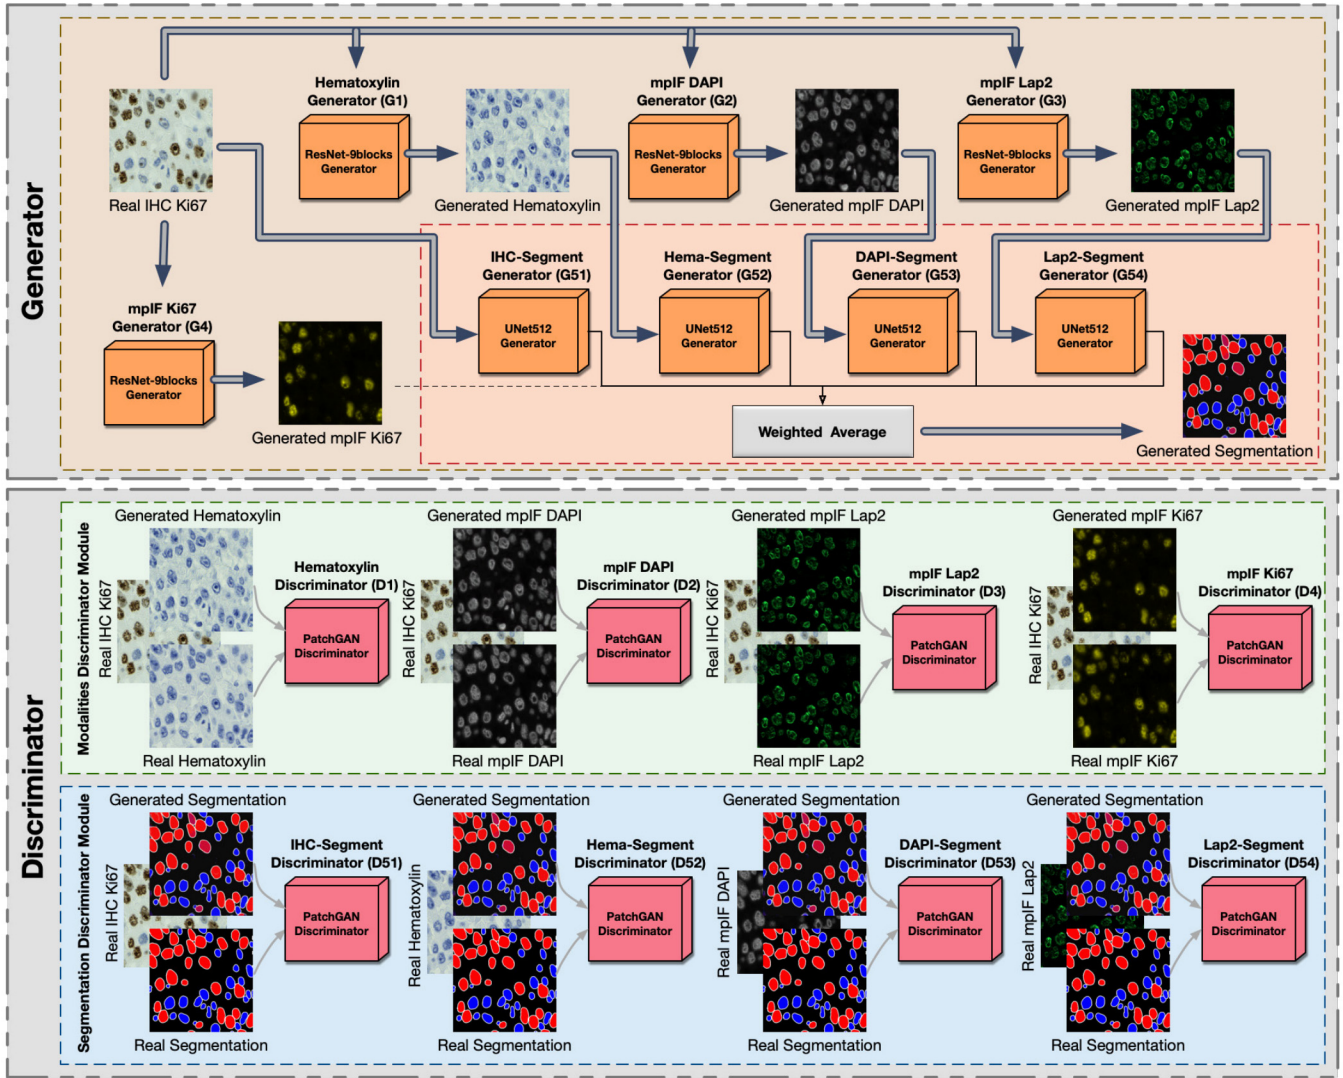 Generator
Hematoxylin
Generator (G1)
mpIF DAPI
Generator (G2)
mpIF Lap2
Generator (G3)
ResNet-9blocks
Generator
ResNet-9blocks
Generator
ResNet-9blocks
Generator
Real IHC Ki67
Generated Hematoxylin
Generated mpIF DAPI
Generated mpIF Lap2
IHC-Segment
Generator (G51)
Hema-Segment
Generator (G52)
DAPI-Segment
Generator (G53)
Lap2-Segment
Generator (G54)
mpIF Ki67
Generator (G4)
UNet512
Generator
UNet512
Generator
UNet512
Generator
UNet512
Generator
ResNet-9blocks
Generator
Generated mpIF Ki67
Weighted Average
Generated Segmentation
Discriminator
Modalities Discriminator Module
Generated Hematoxylin
Real IHC Ki67
Hematoxylin
Discriminator (D1)
PatchGAN
Discriminator
Real Hematoxylin
Generated mpIF DAPI
Real IHC Ki67
mpIF DAPI
Discriminator (D2)
PatchGAN
Discriminator
Real mpIF DAPI
Generated mpIF Lap2
Real IHC Ki67
mpIF Lap2
Discriminator (D3)
PatchGAN
Discriminator
Real mpIF Lap2
Generated mpIF Ki67
Real IHC Ki67
mpIF Ki67
Discriminator (D4)
PatchGAN
Discriminator
Real mpIF Ki67
Segmentation Discriminator Module
Generated Segmentation
Real IHC Ki67
IHC-Segment
Discriminator (D51)
PatchGAN
Discriminator
Real Segmentation
Generated Segmentation
Real Hematoxylin
Hema-Segment
Discriminator (D52)
PatchGAN
Discriminator
Real Segmentation
Generated Segmentation
Real mpIF DAPI
DAPI-Segment
Discriminator (D53)
PatchGAN
Discriminator
Real Segmentation
Generated Segmentation
Real mpIF Lap2
Lap2-Segment
Discriminator (D54)
PatchGAN
Discriminator
Real Segmentation